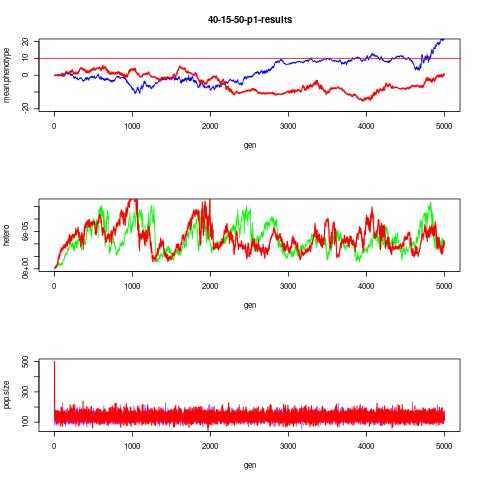 40-15-50-p1-results
mean.phenotype
20
10
0
-20
0 1000 2000 3000 4000 5000
gen
hetero
6e-05
0e+00
0 1000 2000 3000 4000 5000
gen
pop.size
500
300
100
0 1000 2000 3000 4000 5000
gen